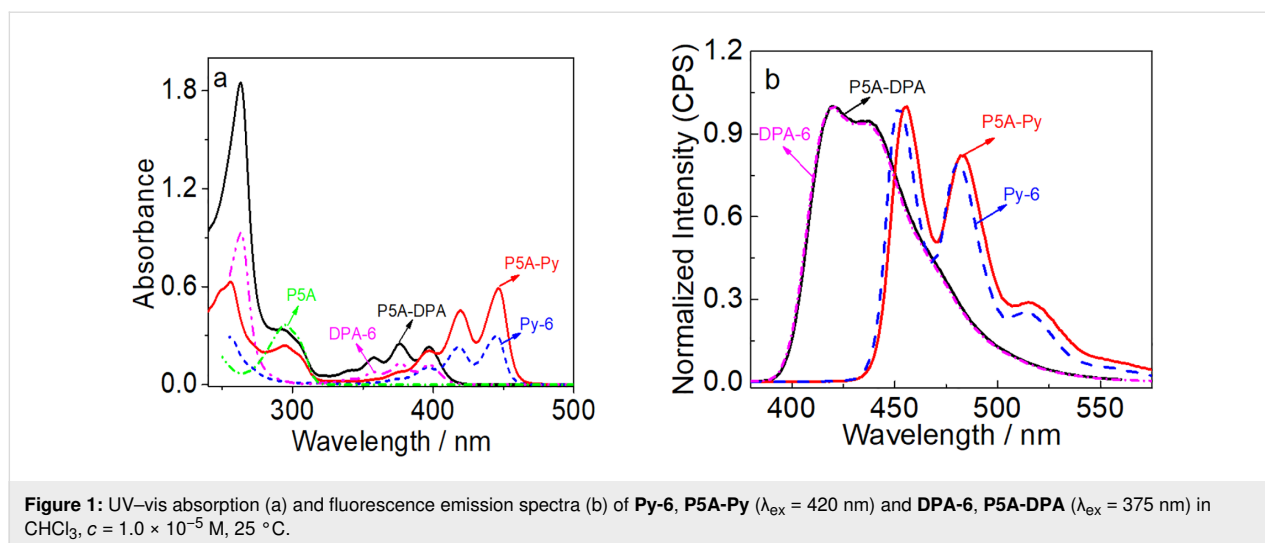 a
1.8
1.2
0.6
0.0
Absorbance
P5A
DPA-6
P5A-DPA
P5A-Py
Py-6
300 400 500
Wavelength / nm
b
1.2
0.9
0.6
0.3
0.0
Normalized Intensity (CPS)
P5A-DPA
DPA-6
P5A-Py
Py-6
400 450 500 550
Wavelength / nm
Figure 1: UV–vis absorption (a) and fluorescence emission spectra (b) of Py-6, P5A-Py (λex = 420 nm) and DPA-6, P5A-DPA (λex = 375 nm) in
CHCl3, c = 1.0 × 10−5 M, 25 °C.